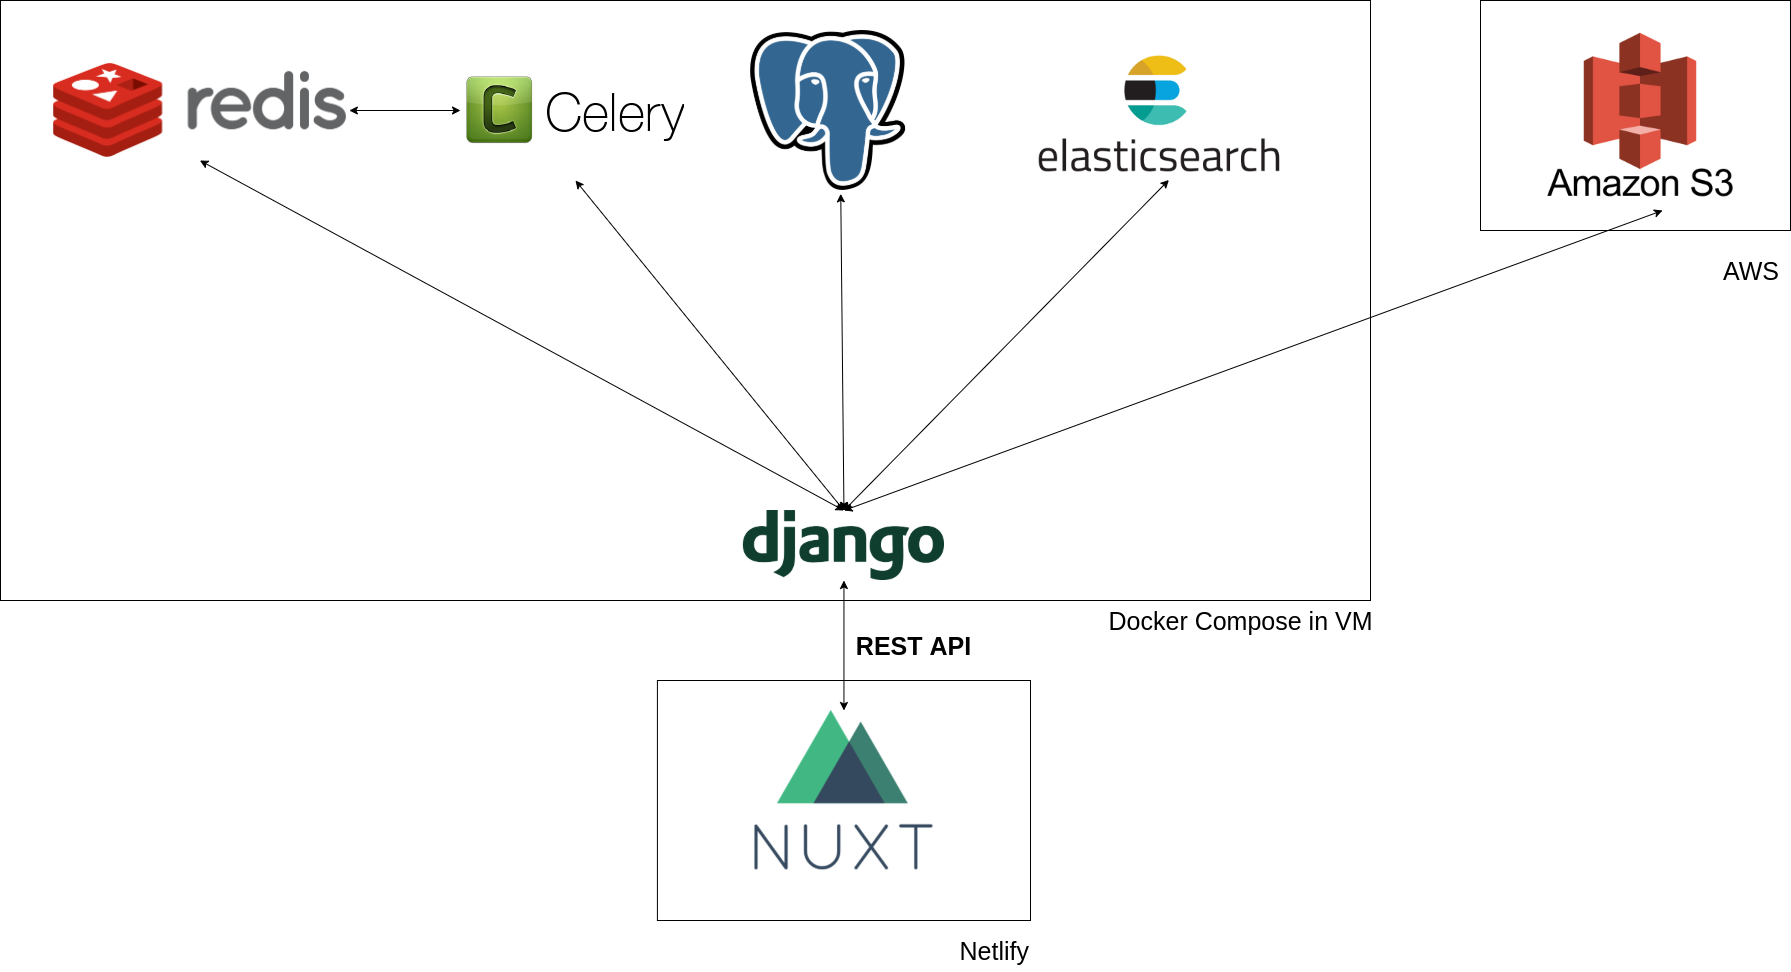 redis
Celery
elasticsearch
Amazon S3
AWS
django
Docker Compose in VM
REST API
NUXT
Netlify